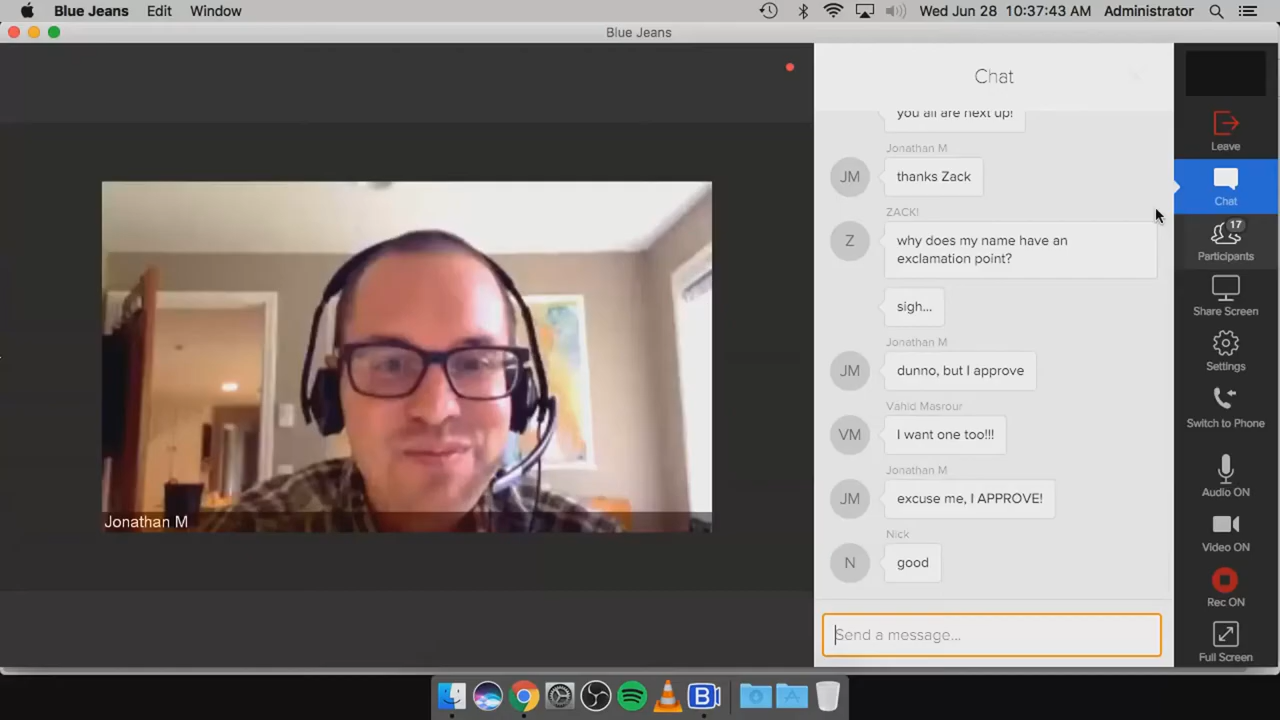 Blue Jeans Edit Window Wed Jun 28 10:37:43 AM Administrator
Blue Jeans
Chat
you all are next up!
Jonathan M
JM thanks Zack
ZACK!
Z why does my name have an
exclamation point?
sigh...
Jonathan M
JM dunno, but I approve
Vahid Masrour
VM I want one too!!!
Jonathan M
JM excuse me, I APPROVE!
Nick
N good
Send a message...
Jonathan M
Leave
Chat
17
Participants
Share Screen
Settings
Switch to Phone
Audio ON
Video ON
Rec ON
Full Screen
B